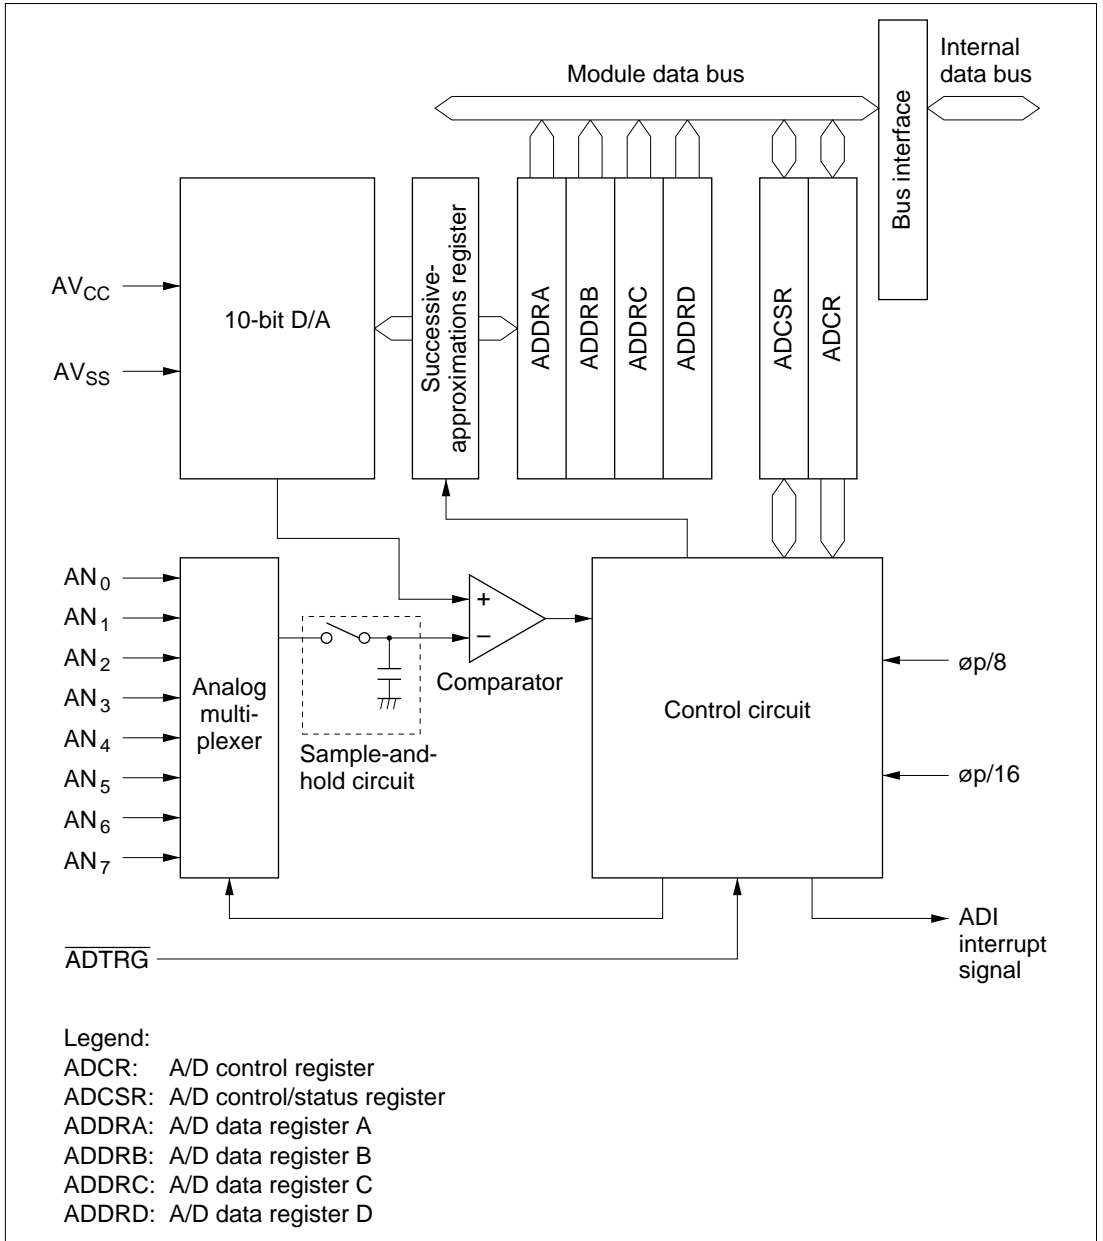 Module data bus
Internal
data bus
Bus interface
AVCC
AVSS
10-bit D/A
Successive-
approximations register
ADDRA
ADDRB
ADDRC
ADDRD
ADCSR
ADCR
AN0
AN1
AN2
AN3
AN4
AN5
AN6
AN7
Analog
multi-
plexer
+
−
Comparator
Sample-and-
hold circuit
Control circuit
øp/8
øp/16
ADTRG
ADI
interrupt
signal
Legend:
ADCR: A/D control register
ADCSR: A/D control/status register
ADDRA: A/D data register A
ADDRB: A/D data register B
ADDRC: A/D data register C
ADDRD: A/D data register D